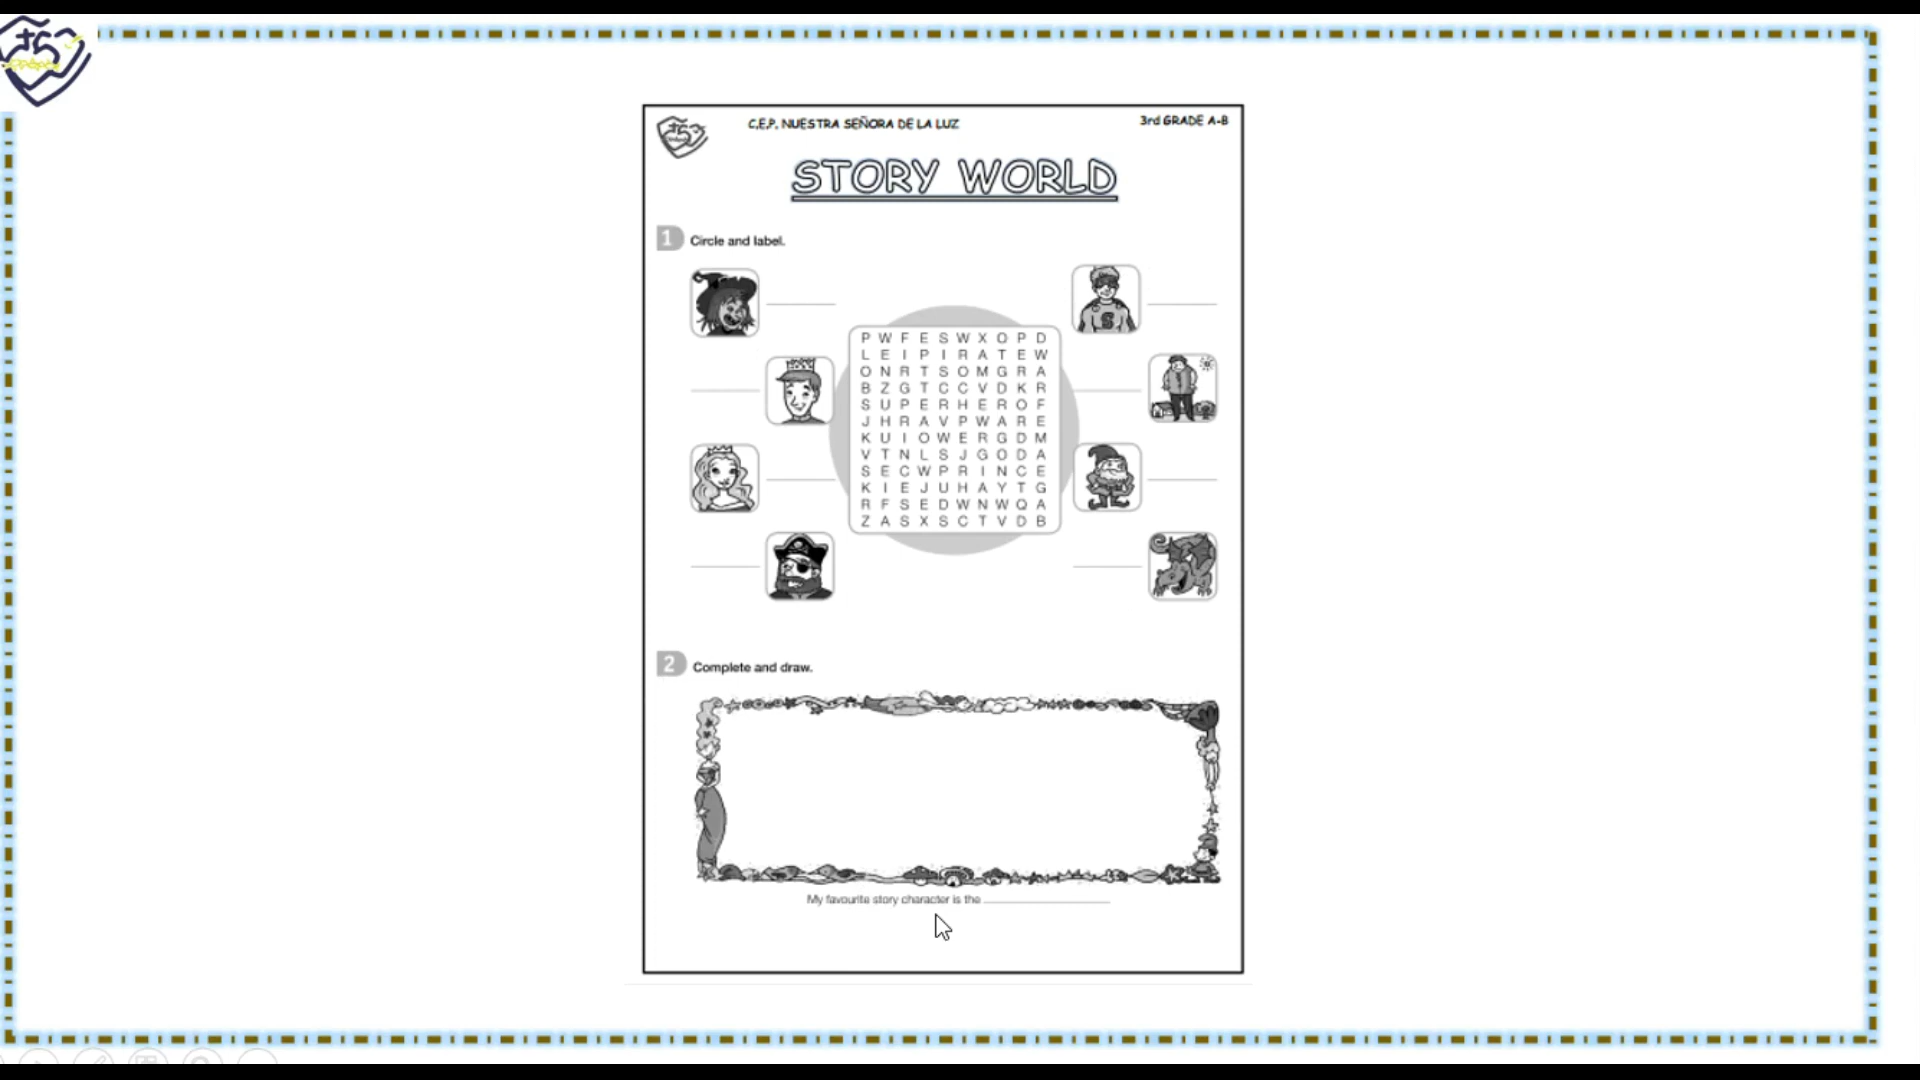 C.E.P. NUESTRA SEÑORA DE LA LUZ
3rd GRADE A-B
STORY WORLD
1 Circle and label.
P W F E S W X O P D
L E I P I R A T E W
O N R T S O M G R A
B Z G T C C V D K R
S U P E R H E R O F
J H R A V P W A R E
K U I O W E R G D M
V T N L S J G O D A
S E C W P R I N C E
K I E J U H A Y T G
R F S E D W N W Q A
Z A S X S C T V D B
2 Complete and draw.
My favourite story character is the